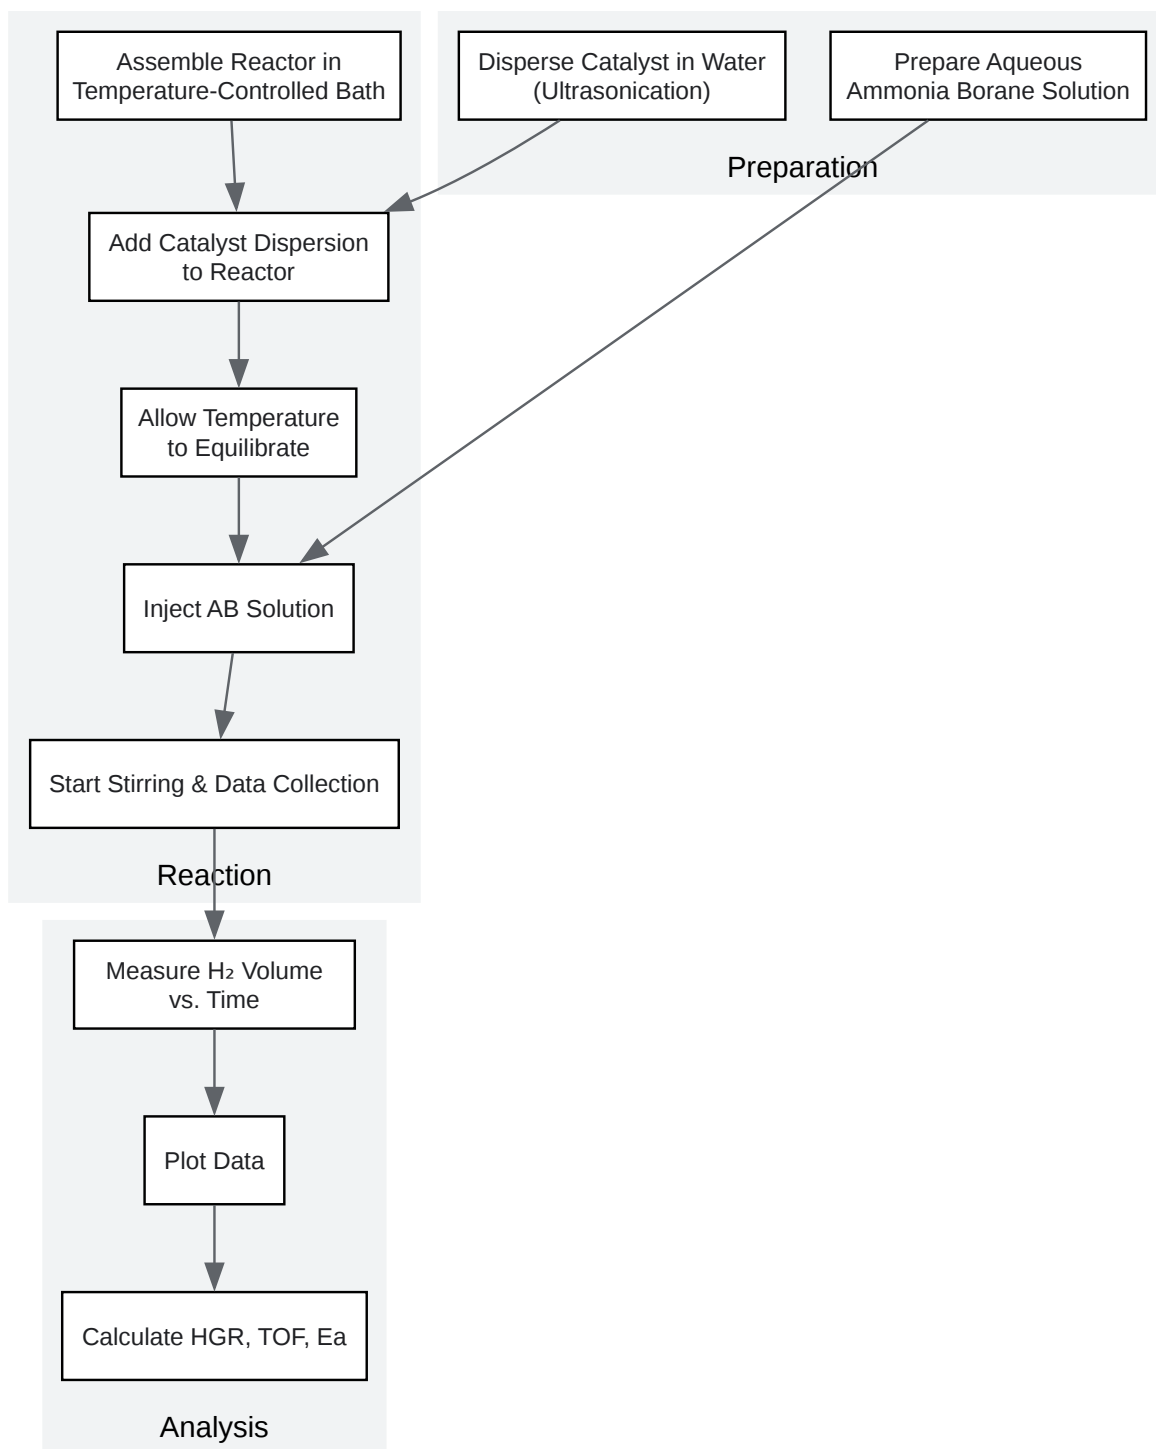 Assemble Reactor in
Temperature-Controlled Bath
Disperse Catalyst in Water
(Ultrasonication)
Prepare Aqueous
Ammonia Borane Solution
Preparation
Add Catalyst Dispersion
to Reactor
Allow Temperature
to Equilibrate
Inject AB Solution
Start Stirring & Data Collection
Reaction
Measure H₂ Volume
vs. Time
Plot Data
Calculate HGR, TOF, Ea
Analysis